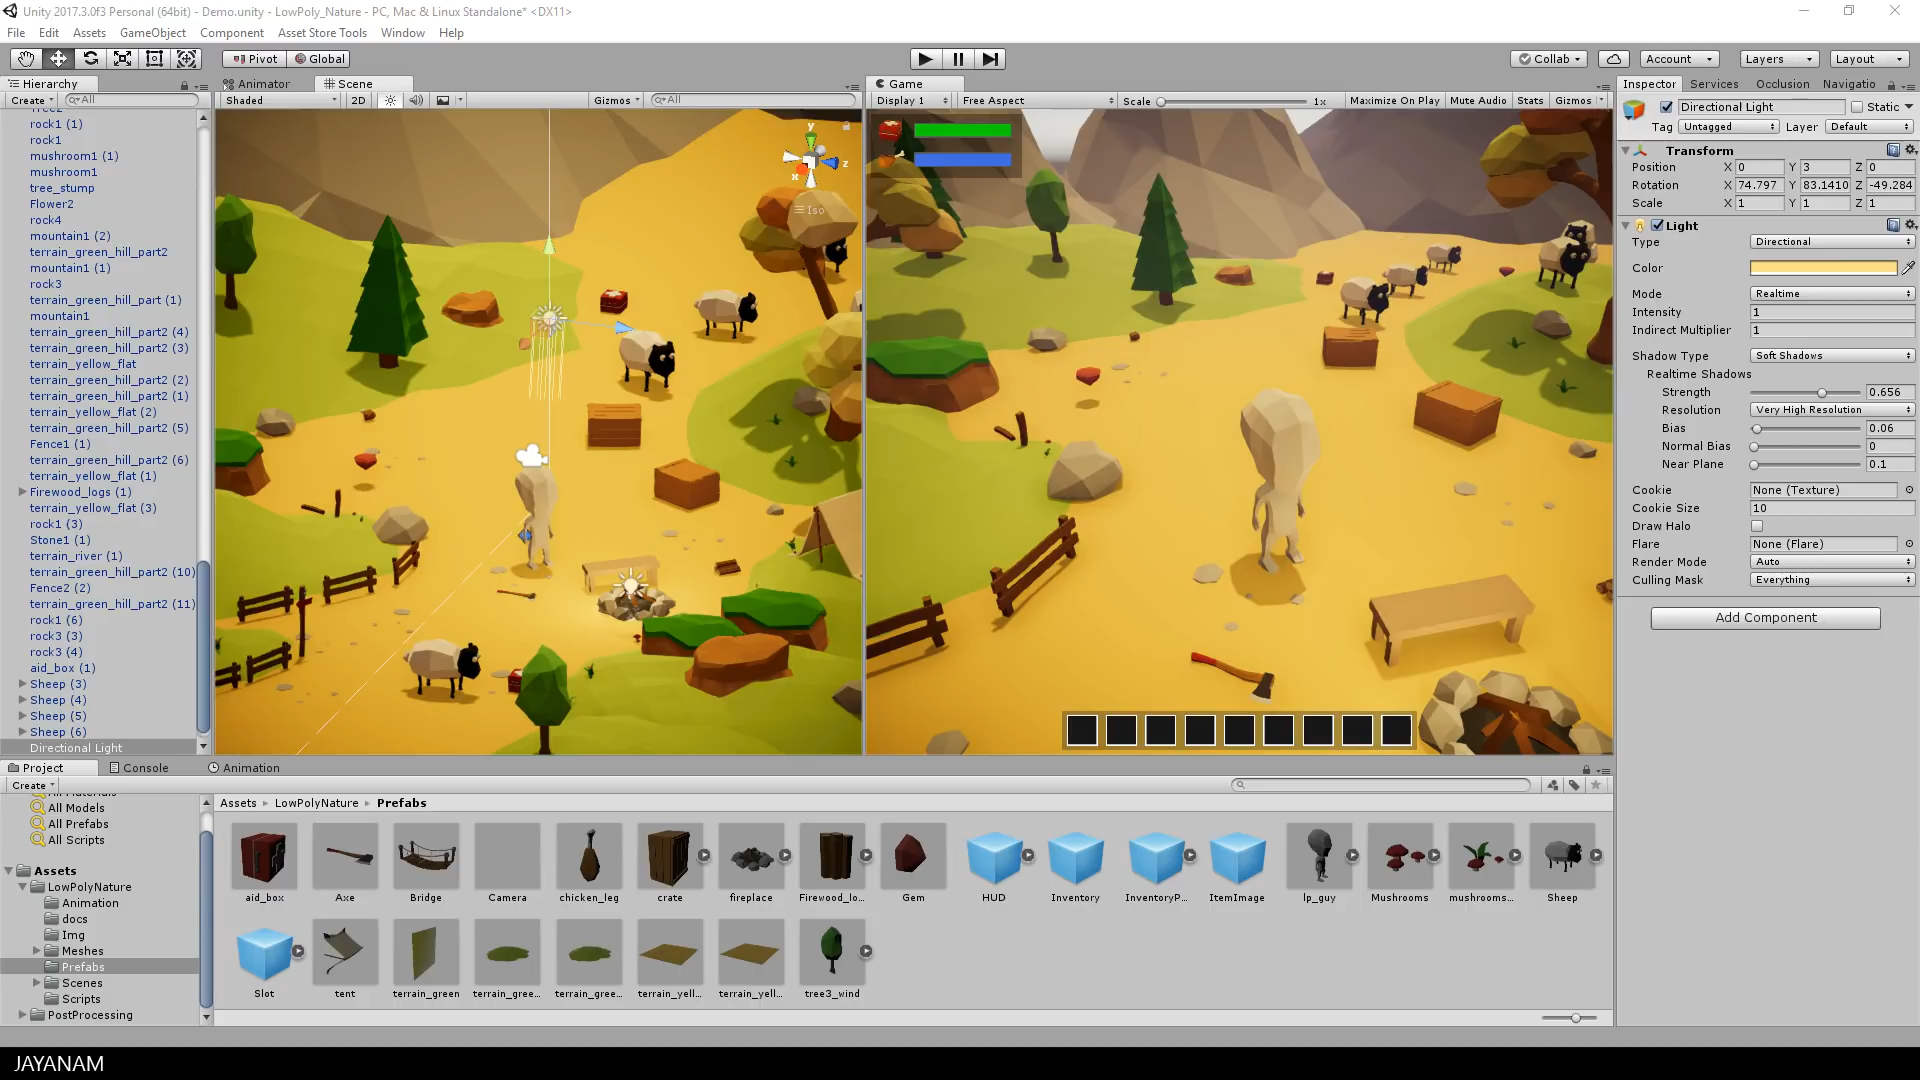 Unity 2017.3.0f3 Personal (64bit) - Demo.unity - LowPoly_Nature - PC, Mac & Linux Standalone* <DX11>
File Edit Assets GameObject Component Asset Store Tools Window Help
Pivot Global Collab Account Layers Layout
Hierarchy
Create All
rock1 (1)
rock1
mushroom1 (1)
mushroom1
tree_stump
Flower2
rock4
mountain1 (2)
terrain_green_hill_part2
mountain1 (1)
rock3
terrain_green_hill_part (1)
mountain1
terrain_green_hill_part2 (4)
terrain_green_hill_part2 (3)
terrain_yellow_flat
terrain_green_hill_part2 (2)
terrain_green_hill_part2 (1)
terrain_yellow_flat (2)
terrain_green_hill_part2 (5)
Fence1 (1)
terrain_green_hill_part2 (6)
terrain_yellow_flat (1)
Firewood_logs (1)
terrain_yellow_flat (3)
rock1 (3)
Stone1 (1)
terrain_river (1)
terrain_green_hill_part2 (10)
Fence2 (2)
terrain_green_hill_part2 (11)
rock1 (6)
rock3 (3)
rock3 (4)
aid_box (1)
Sheep (3)
Sheep (4)
Sheep (5)
Sheep (6)
Directional Light
Animator Scene
Shaded 2D Gizmos All
y
z
x
Iso
Game
Display 1 Free Aspect Scale 1x Maximize On Play Mute Audio Stats Gizmos
Inspector Services Occlusion Navigatio
Directional Light Static
Tag Untagged Layer Default
Transform
Position X 0 Y 3 Z 0
Rotation X 74.797 Y 83.1410 Z -49.284
Scale X 1 Y 1 Z 1
Light
Type Directional
Color
Mode Realtime
Intensity 1
Indirect Multiplier 1
Shadow Type Soft Shadows
Realtime Shadows
Strength 0.656
Resolution Very High Resolution
Bias 0.06
Normal Bias 0
Near Plane 0.1
Cookie None (Texture)
Cookie Size 10
Draw Halo
Flare None (Flare)
Render Mode Auto
Culling Mask Everything
Add Component
Project Console Animation
Create
All Models
All Prefabs
All Scripts
Assets
LowPolyNature
Animation
docs
Img
Meshes
Prefabs
Scenes
Scripts
PostProcessing
Assets LowPolyNature Prefabs
aid_box Axe Bridge Camera chicken_leg crate fireplace Firewood_lo... Gem HUD Inventory InventoryP... ItemImage lp_guy Mushrooms mushrooms... Sheep
Slot tent terrain_green terrain_gree... terrain_gree... terrain_yell... terrain_yell... tree3_wind
JAYANAM